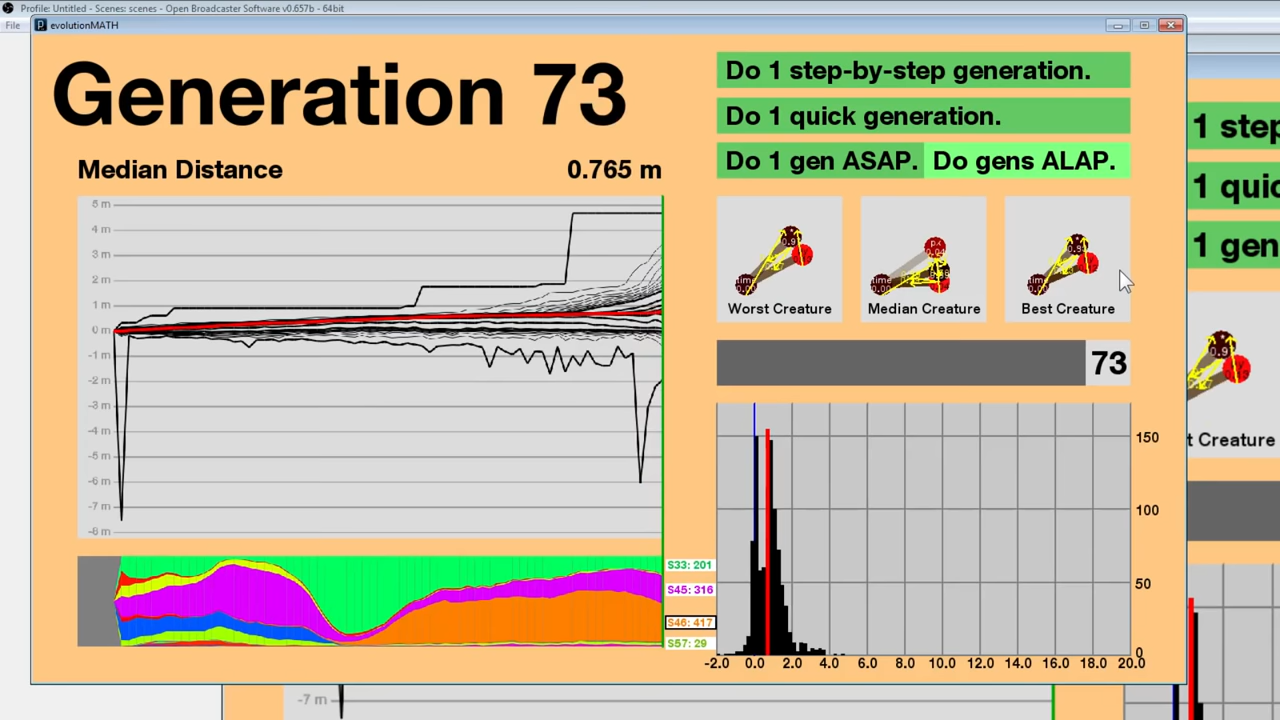 Profile: Untitled - Scenes: scenes - Open Broadcaster Software v0.657b - 64bit
File
evolutionMATH
Generation 73
Do 1 step-by-step generation.
Do 1 quick generation.
Do 1 gen ASAP. Do gens ALAP.
Median Distance 0.765 m
5 m
4 m
3 m
2 m
1 m
0 m
-1 m
-2 m
-3 m
-4 m
-5 m
-6 m
-7 m
-8 m
Worst Creature
Median Creature
Best Creature
73
150
100
50
0
-2.0 0.0 2.0 4.0 6.0 8.0 10.0 12.0 14.0 16.0 18.0 20.0
S33: 201
S45: 316
S46: 417
S57: 29
1 step
1 quic
1 gen
t Creature
-7 m